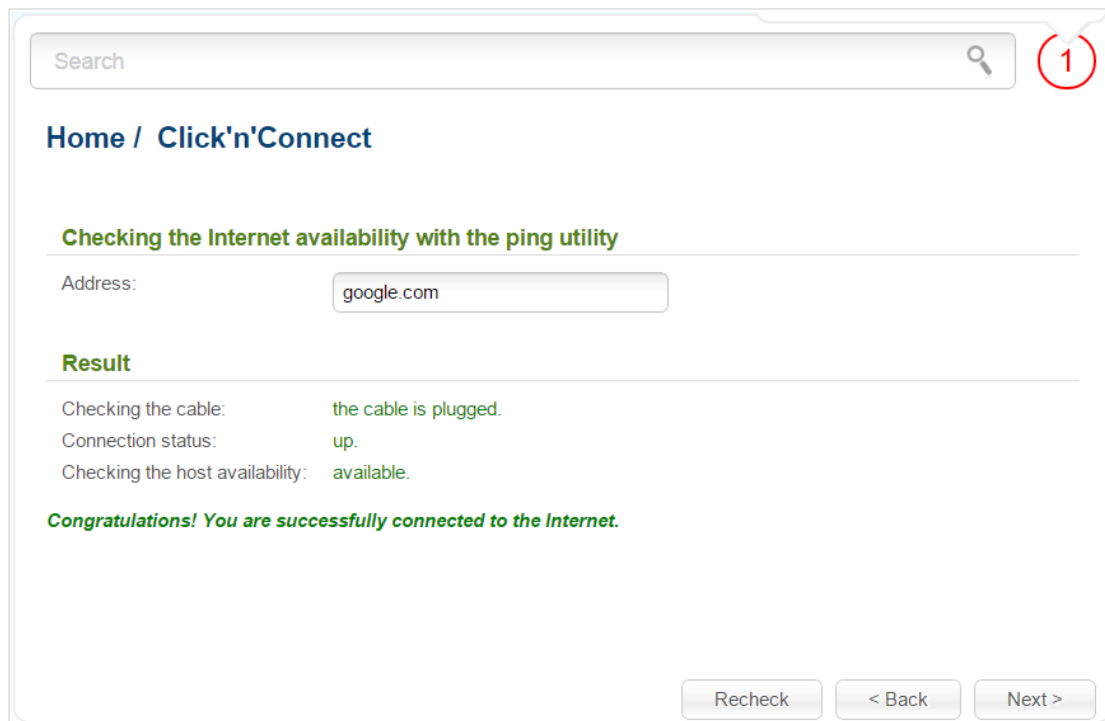 Search
1
Home / Click'n'Connect
Checking the Internet availability with the ping utility
Address: google.com
Result
Checking the cable: the cable is plugged.
Connection status: up.
Checking the host availability: available.
Congratulations! You are successfully connected to the Internet.
Recheck < Back Next >